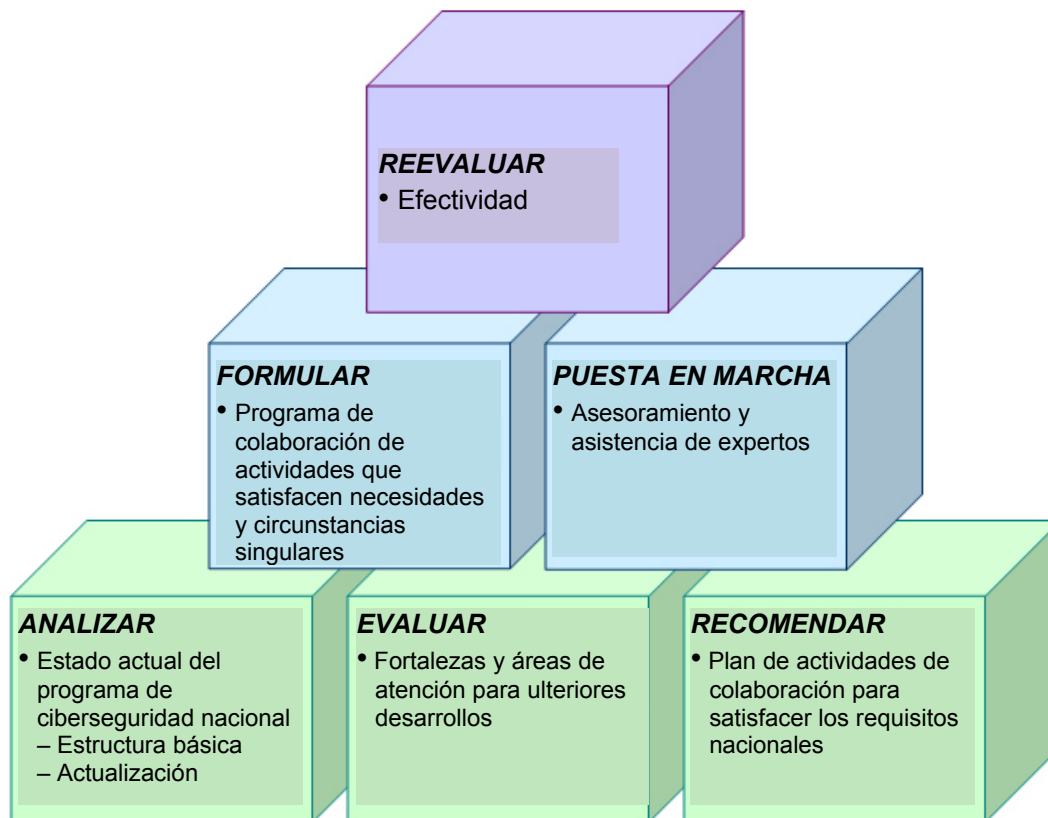 REEVALUAR
• Efectividad
FORMULAR
• Programa de
colaboración de
actividades que
satisfacen necesidades
y circunstancias
singulares
PUESTA EN MARCHA
• Asesoramiento y
asistencia de expertos
ANALIZAR
• Estado actual del
programa de
ciberseguridad nacional
– Estructura básica
– Actualización
EVALUAR
• Fortalezas y áreas de
atención para ulteriores
desarrollos
RECOMENDAR
• Plan de actividades de
colaboración para
satisfacer los requisitos
nacionales